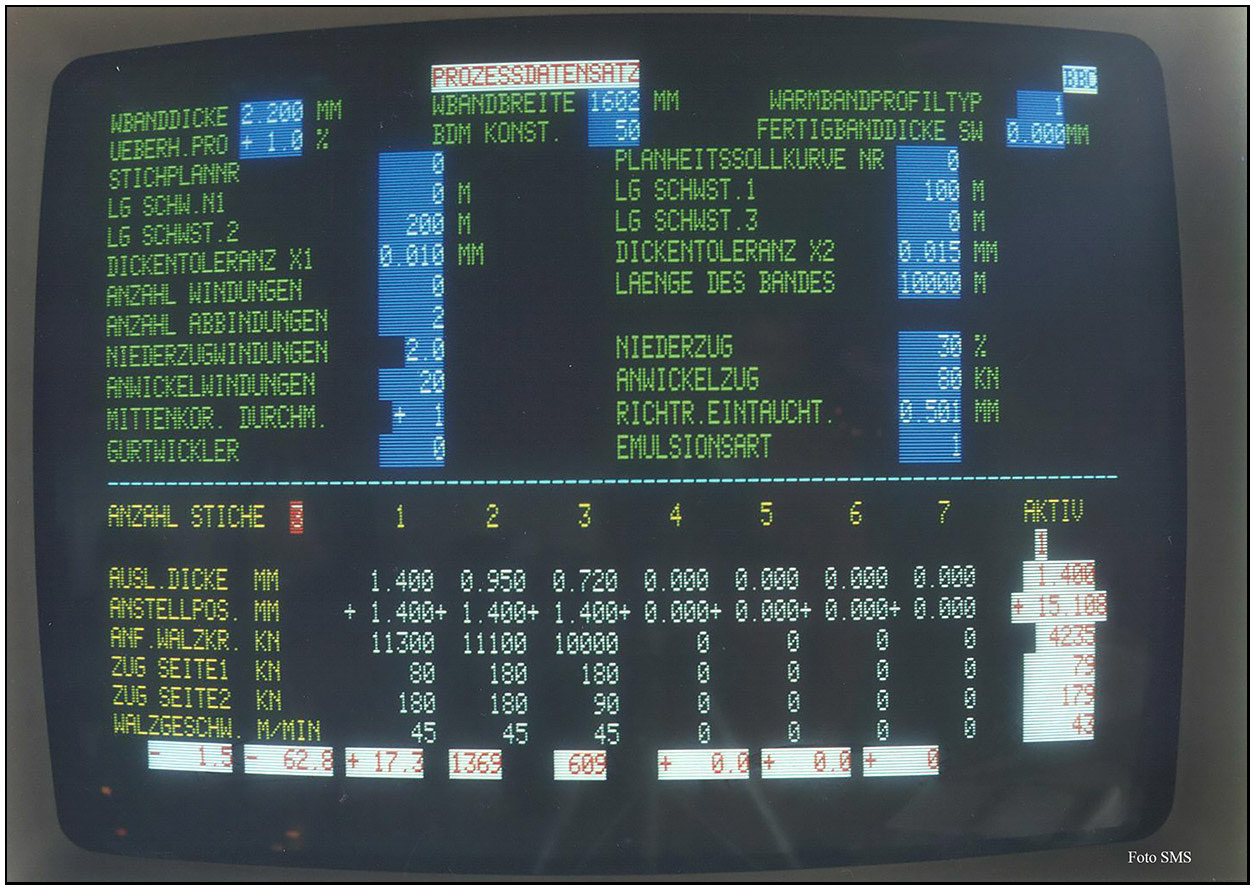 PROZESSDATENSATZ BBC
WBANDDICKE 2.200 MM WBANDBREITE 1602 MM WARMBANDPROFILTYP 1
UEBERH.PRO + 1.0 % BDM KONST. 50 FERTIGBANDDICKE SW 0.000MM
STICHPLANNR 0 PLANHEITSSOLLKURVE NR 0
LG SCHW.N1 0 M LG SCHWST.1 100 M
LG SCHWST.2 200 M LG SCHWST.3 0 M
DICKENTOLERANZ X1 0.010 MM DICKENTOLERANZ X2 0.015 MM
ANZAHL WINDUNGEN 0 LAENGE DES BANDES 10000 M
ANZAHL ABBINDUNGEN 2
NIEDERZUGWINDUNGEN 2.0 NIEDERZUG 30 %
ANWICKELWINDUNGEN 20 ANWICKELZUG 80 KN
MITTENKOR. DURCHM. + 1 RICHTR.EINTAUCHT. 0.501 MM
GURTWICKLER 0 EMULSIONSART 1
ANZAHL STICHE 3 1 2 3 4 5 6 7 AKTIV
1
AUSL.DICKE MM 1.400 0.950 0.720 0.000 0.000 0.000 0.000 1.400
ANSTELLPOS. MM + 1.400+ 1.400+ 1.400+ 0.000+ 0.000+ 0.000+ 0.000 + 15.108
ANF.WALZKR. KN 11300 11100 10000 0 0 0 0 4235
ZUG SEITE1 KN 80 180 180 0 0 0 0 79
ZUG SEITE2 KN 180 180 90 0 0 0 0 179
WALZGESCHW. M/MIN 45 45 45 0 0 0 0 43
- 1.5 - 62.8 + 17.3 1369 609 + 0.0 + 0.0 + 0
Foto SMS